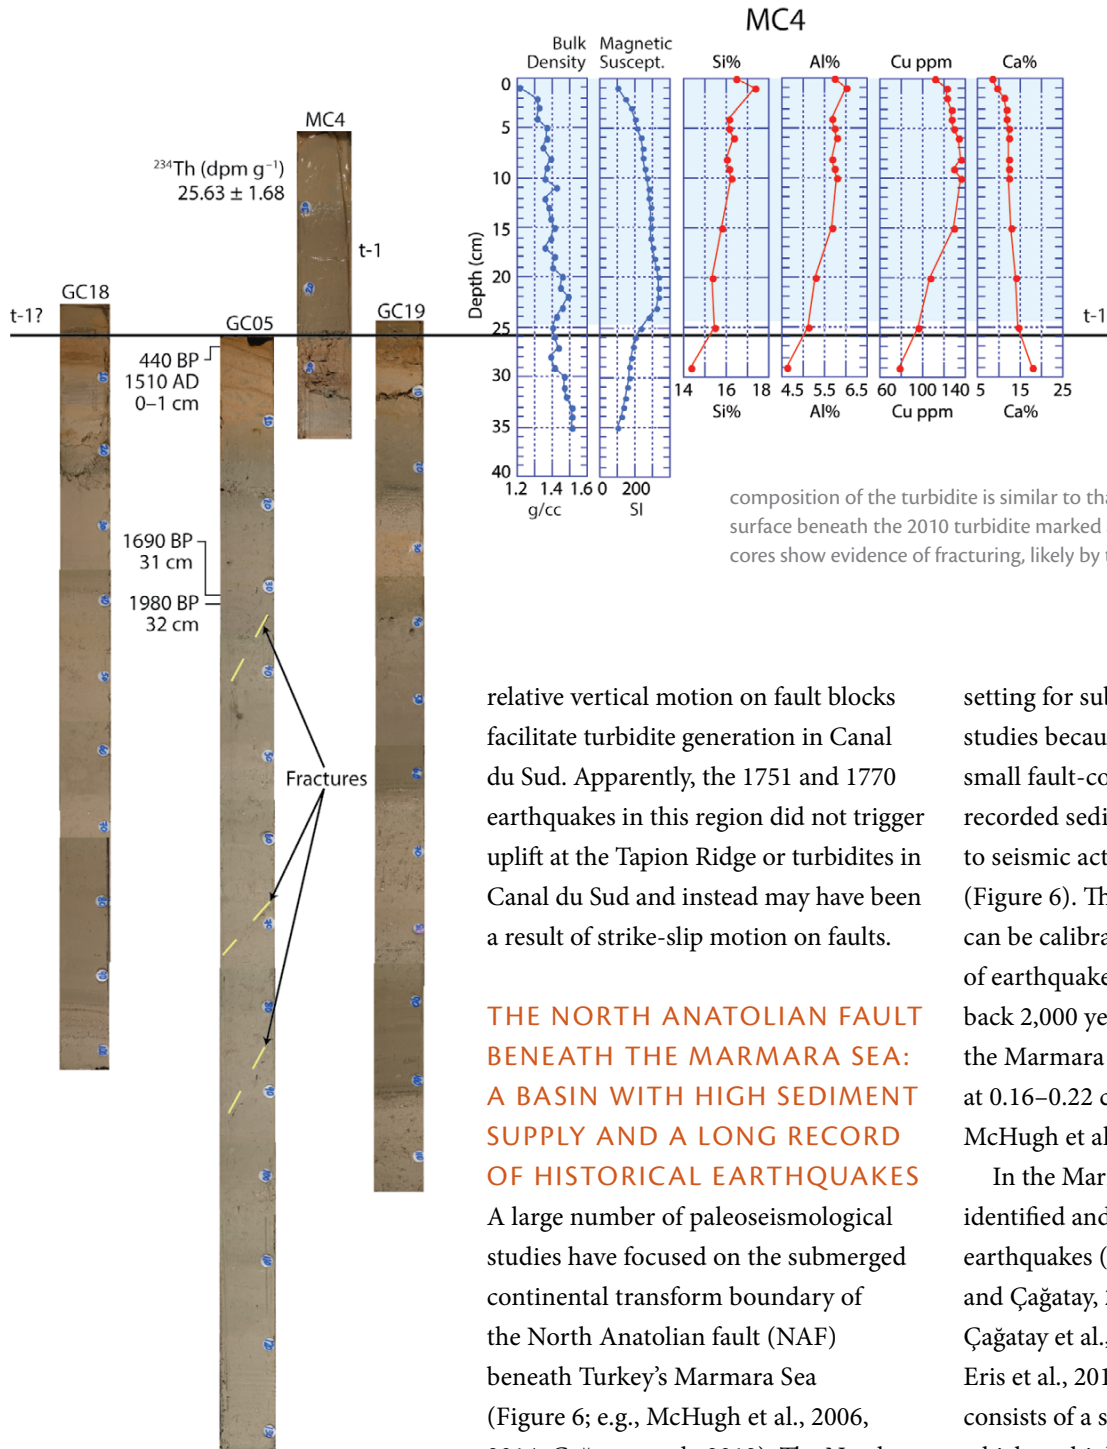 MC4
Bulk Density
Magnetic Suscept.
Si%
Al%
Cu ppm
Ca%
0
5
10
15
20
25
30
35
40
Depth (cm)
1.2 1.4 1.6
g/cc
0 200
SI
14 16 18
Si%
4.5 5.5 6.5
Al%
60 100 140
Cu ppm
5 15 25
Ca%
t-1
MC4
²³⁴Th (dpm g⁻¹)
25.63 ± 1.68
t-1
GC18
t-1?
GC05
GC19
440 BP
1510 AD
0–1 cm
1690 BP
31 cm
1980 BP
32 cm
Fractures
composition of the turbidite is similar to tha
surface beneath the 2010 turbidite marked
cores show evidence of fracturing, likely by t
relative vertical motion on fault blocks
facilitate turbidite generation in Canal
du Sud. Apparently, the 1751 and 1770
earthquakes in this region did not trigger
uplift at the Tapion Ridge or turbidites in
Canal du Sud and instead may have been
a result of strike-slip motion on faults.
THE NORTH ANATOLIAN FAULT
BENEATH THE MARMARA SEA:
A BASIN WITH HIGH SEDIMENT
SUPPLY AND A LONG RECORD
OF HISTORICAL EARTHQUAKES
A large number of paleoseismological
studies have focused on the submerged
continental transform boundary of
the North Anatolian fault (NAF)
beneath Turkey's Marmara Sea
(Figure 6; e.g., McHugh et al., 2006,
setting for sub
studies becau
small fault-co
recorded sedi
to seismic act
(Figure 6). Th
can be calibra
of earthquake
back 2,000 ye
the Marmara
at 0.16–0.22 c
McHugh et al
In the Mar
identified and
earthquakes (
and Çağatay, 2
Çağatay et al.,
Eris et al., 201
consists of a s